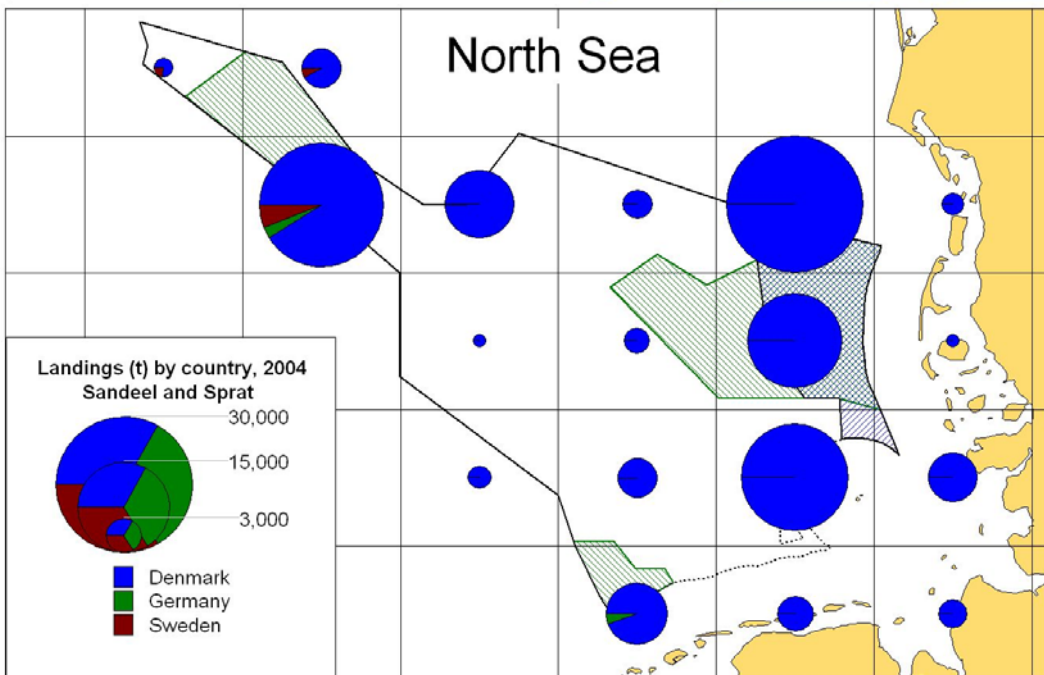 North Sea
Landings (t) by country, 2004
Sandeel and Sprat
30,000
15,000
3,000
Denmark
Germany
Sweden